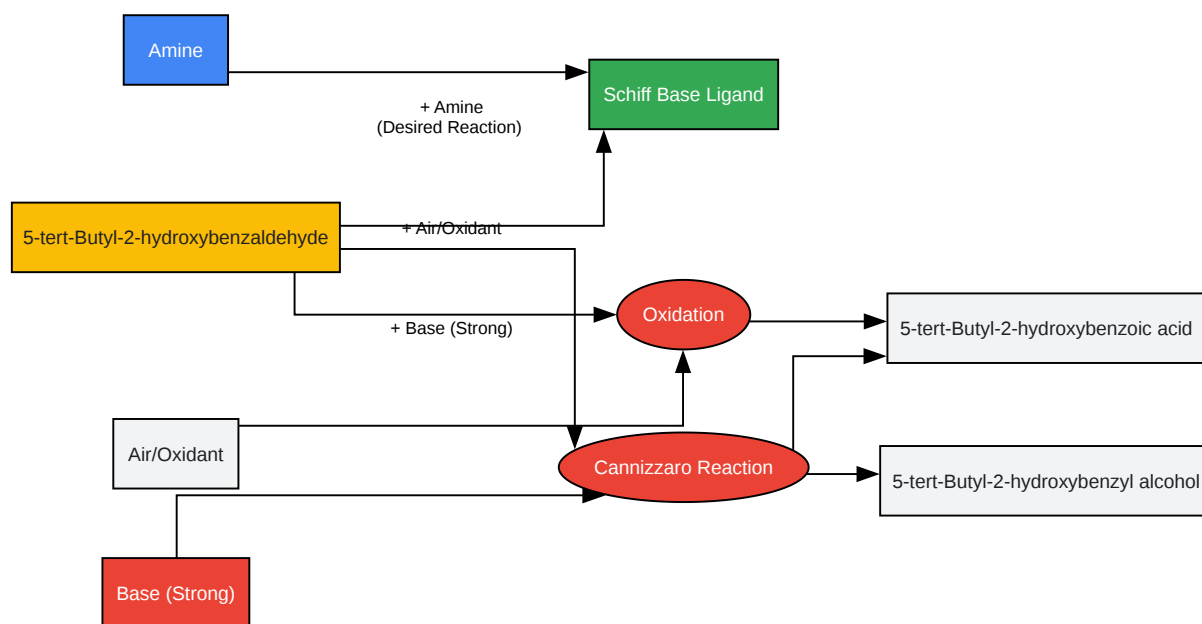 Amine
Schiff Base Ligand
+ Amine
(Desired Reaction)
5-tert-Butyl-2-hydroxybenzaldehyde
+ Air/Oxidant
Oxidation
+ Base (Strong)
5-tert-Butyl-2-hydroxybenzoic acid
Air/Oxidant
Cannizzaro Reaction
5-tert-Butyl-2-hydroxybenzyl alcohol
Base (Strong)